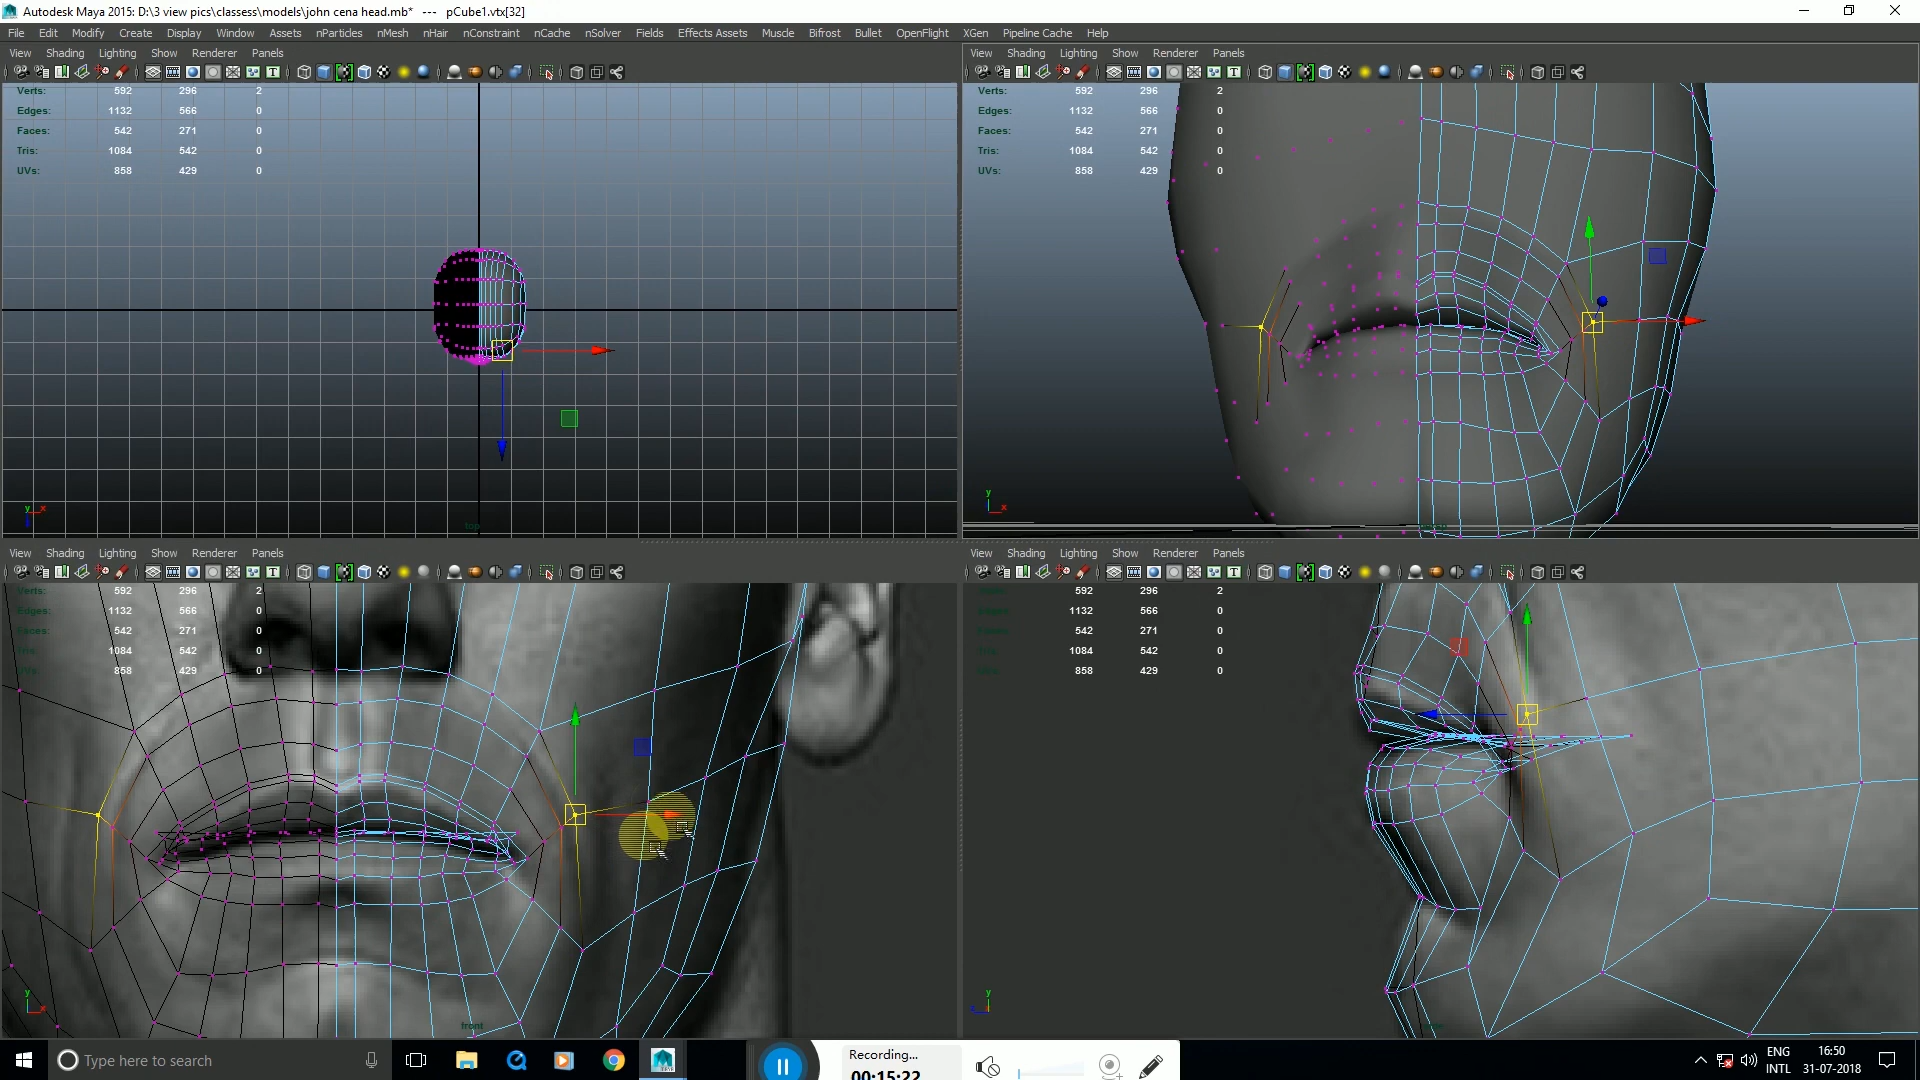 Autodesk Maya 2015: D:\3 view pics\classess\models\john cena head.mb* --- pCube1.vtx[32]
File Edit Modify Create Display Window Assets nParticles nMesh nHair nConstraint nCache nSolver Fields Effects Assets Muscle Bifrost Bullet OpenFlight XGen Pipeline Cache Help
View Shading Lighting Show Renderer Panels
Verts: 592 296 2
Edges: 1132 566 0
Faces: 542 271 0
Tris: 1084 542 0
UVs: 858 429 0
top
View Shading Lighting Show Renderer Panels
Verts: 592 296 2
Edges: 1132 566 0
Faces: 542 271 0
Tris: 1084 542 0
UVs: 858 429 0
View Shading Lighting Show Renderer Panels
Verts: 592 296 2
Edges: 1132 566 0
Faces: 542 271 0
Tris: 1084 542 0
UVs: 858 429 0
front
View Shading Lighting Show Renderer Panels
592 296 2
1132 566 0
542 271 0
1084 542 0
858 429 0
Type here to search
Recording...
00:15:22
ENG
INTL
16:50
31-07-2018